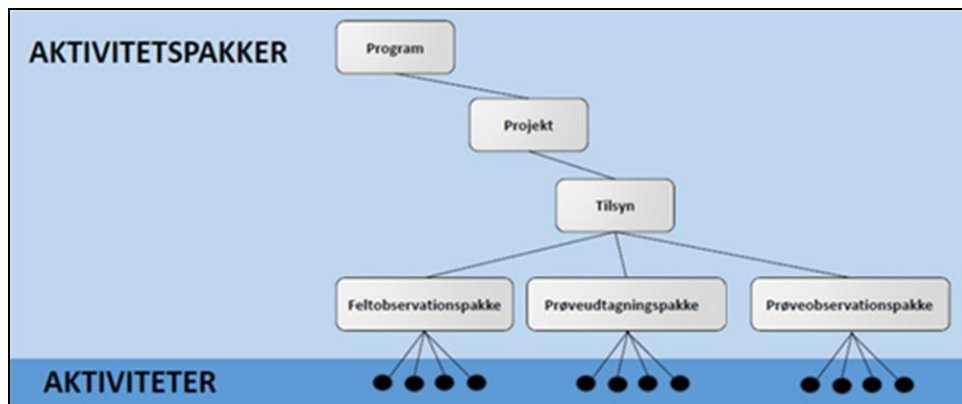 AKTIVITETSPAKKER
Program
Projekt
Tilsyn
Feltobservationspakke
Prøveudtagningspakke
Prøveobservationspakke
AKTIVITETER